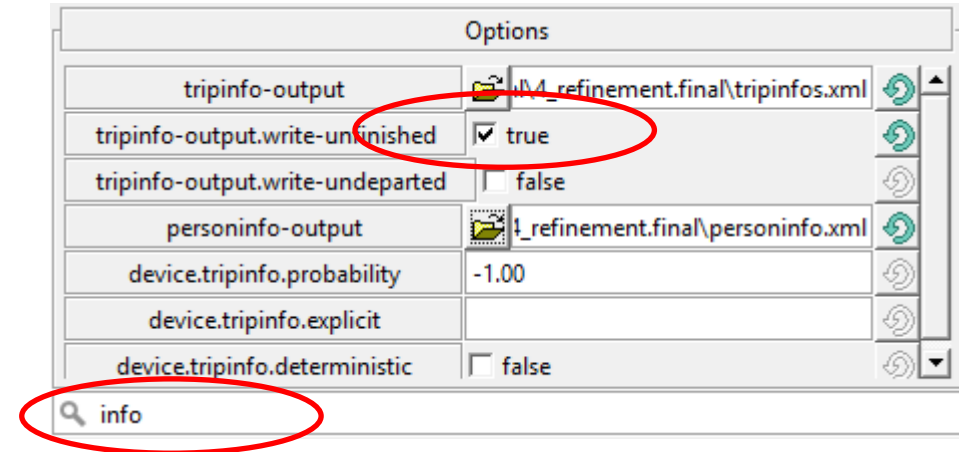 Options
tripinfo-output l\4_refinement.final\tripinfos.xml
tripinfo-output.write-unfinished true
tripinfo-output.write-undeparted false
personinfo-output 4_refinement.final\personinfo.xml
device.tripinfo.probability -1.00
device.tripinfo.explicit
device.tripinfo.deterministic false
info